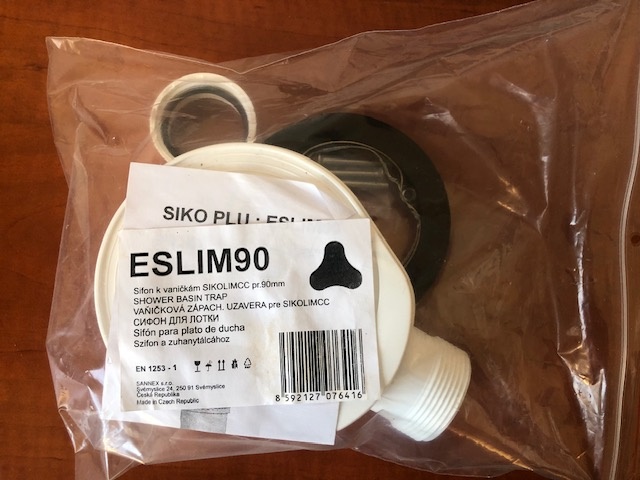 SIKO PLU : ESLIM
ESLIM90
Sifon k vaničkám SIKOLIMCC pr.90mm
SHOWER BASIN TRAP
VAŇIČKOVÁ ZÁPACH. UZAVERA pre SIKOLIMCC
СИФОН ДЛЯ ЛОТКИ
Sifón para plato de ducha
Szifon a zuhanytálcához
EN 1253 - 1
SANNEX s.r.o.
Svémyslice 24, 250 91 Svémyslice
Česká Republika
Made in Czech Republic
8 592127 076416